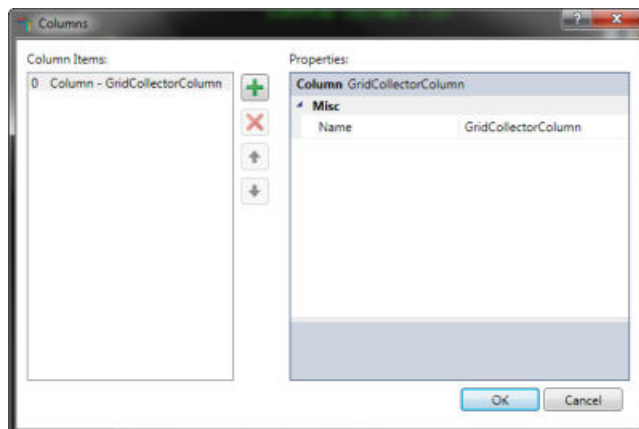 Columns
Column Items:
0 Column - GridCollectorColumn
Properties:
Column GridCollectorColumn
Misc
Name GridCollectorColumn
OK
Cancel